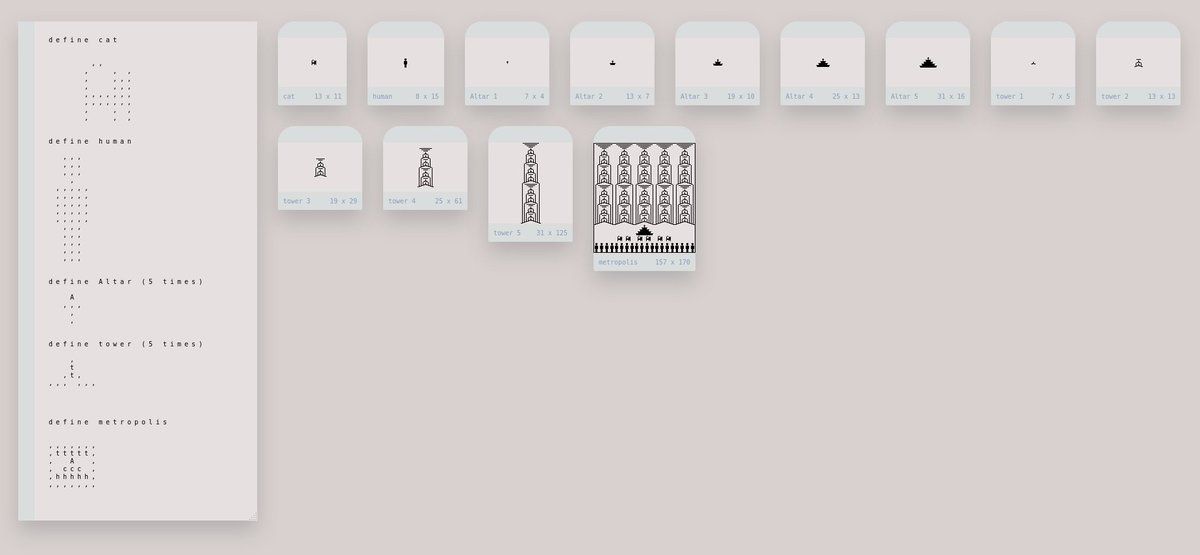 define cat
, ,
,       ,   ,
,       , , ,
,       , , ,
, , , , , , ,
, , , , , , ,
,       ,   ,
,       ,   ,
define human
, , ,
, , ,
, , ,
,
, , , , ,
, , , , ,
, , , , ,
, , , , ,
, , , , ,
, , ,
, , ,
, , ,
, , ,
, , ,
define Altar (5 times)
A
, , ,
,
,
define tower (5 times)
,
t
, t ,
, , ,   , , ,
define metropolis
, , , , , , ,
, t t t t t ,
,     A     ,
,   c c c   ,
, h h h h h ,
, , , , , , ,
cat 13 x 11
human 8 x 15
Altar 1 7 x 4
Altar 2 13 x 7
Altar 3 19 x 10
Altar 4 25 x 13
Altar 5 31 x 16
tower 1 7 x 5
tower 2 13 x 13
tower 3 19 x 29
tower 4 25 x 61
tower 5 31 x 125
metropolis 157 x 170